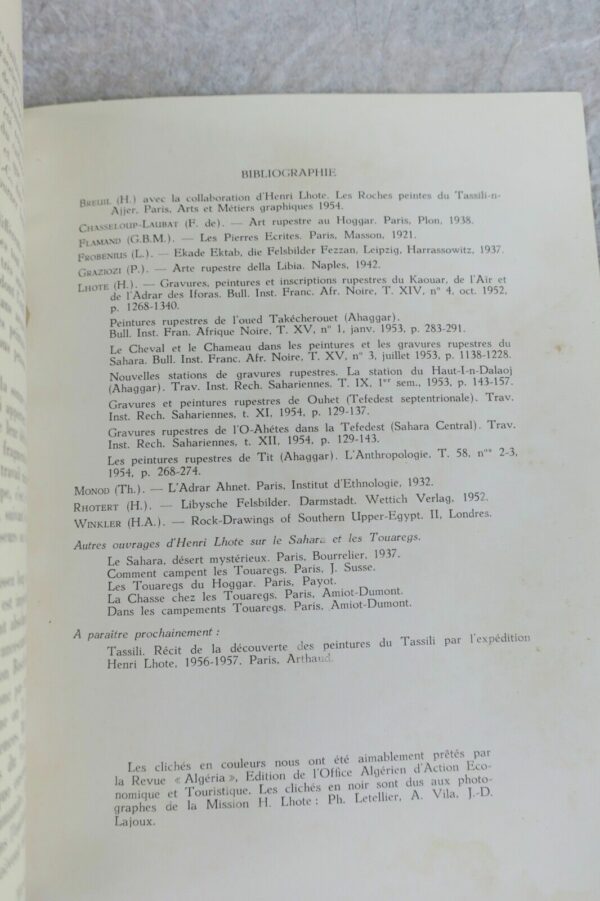 BIBLIOGRAPHIE
BREUIL (H.) avec la collaboration d'Henri Lhote. Les Roches peintes du Tassili-n-
Ajjer. Paris, Arts et Métiers graphiques 1954.
CHASSELOUP-LAUBAT (F. de). — Art rupestre au Hoggar. Paris, Plon, 1938.
FLAMAND (G.B.M.). — Les Pierres Ecrites. Paris, Masson, 1921.
FROBENIUS (L.). — Ekade Ektab, die Felsbilder Fezzan, Leipzig, Harrassowitz, 1937.
GRAZIOZI (P.). — Arte rupestre della Libia. Naples, 1942.
LHOTE (H.). — Gravures, peintures et inscriptions rupestres du Kaouar, de l'Aïr et
de l'Adrar des Iforas. Bull. Inst. Franc. Afr. Noire, T. XIV, n° 4, oct. 1952,
p. 1268-1340.
Peintures rupestres de l'oued Takécherouet (Ahaggar).
Bull. Inst. Fran. Afrique Noire, T. XV, n° 1, janv. 1953, p. 283-291.
Le Cheval et le Chameau dans les peintures et les gravures rupestres du
Sahara. Bull. Inst. Franc. Afr. Noire, T. XV, n° 3, juillet 1953, p. 1138-1228.
Nouvelles stations de gravures rupestres. La station du Haut-I-n-Dalaoj
(Ahaggar). Trav. Inst. Rech. Sahariennes. T. IX, 1er sem., 1953, p. 143-157.
Gravures et peintures rupestres de Ouhet (Tefedest septentrionale). Trav.
Inst. Rech. Sahariennes, t. XI, 1954, p. 129-137.
Gravures rupestres de l'O-Ahétes dans la Tefedest (Sahara Central). Trav.
Inst. Rech. Sahariennes, t. XII, 1954, p. 129-143.
Les peintures rupestres de Tit (Ahaggar). L'Anthropologie, T. 58, nos 2-3,
1954, p. 268-274.
MONOD (Th.). — L'Adrar Ahnet. Paris, Institut d'Ethnologie, 1932.
RHOTERT (H.). — Libysche Felsbilder. Darmstadt. Wettich Verlag, 1952.
WINKLER (H.A.). — Rock-Drawings of Southern Upper-Egypt. II, Londres.
Autres ouvrages d'Henri Lhote sur le Sahara et les Touaregs.
Le Sahara, désert mystérieux. Paris, Bourrelier, 1937.
Comment campent les Touaregs. Paris, J. Susse.
Les Touaregs du Hoggar. Paris, Payot.
La Chasse chez les Touaregs. Paris, Amiot-Dumont.
Dans les campements Touaregs. Paris, Amiot-Dumont.
A paraître prochainement :
Tassili. Récit de la découverte des peintures du Tassili par l'expédition
Henri Lhote, 1956-1957. Paris, Arthaud.
Les clichés en couleurs nous ont été aimablement prêtés par
la Revue « Algéria », Edition de l'Office Algérien d'Action Eco-
nomique et Touristique. Les clichés en noir sont dus aux photo-
graphes de la Mission H. Lhote : Ph. Letellier, A. Vila, J.-D.
Lajoux.